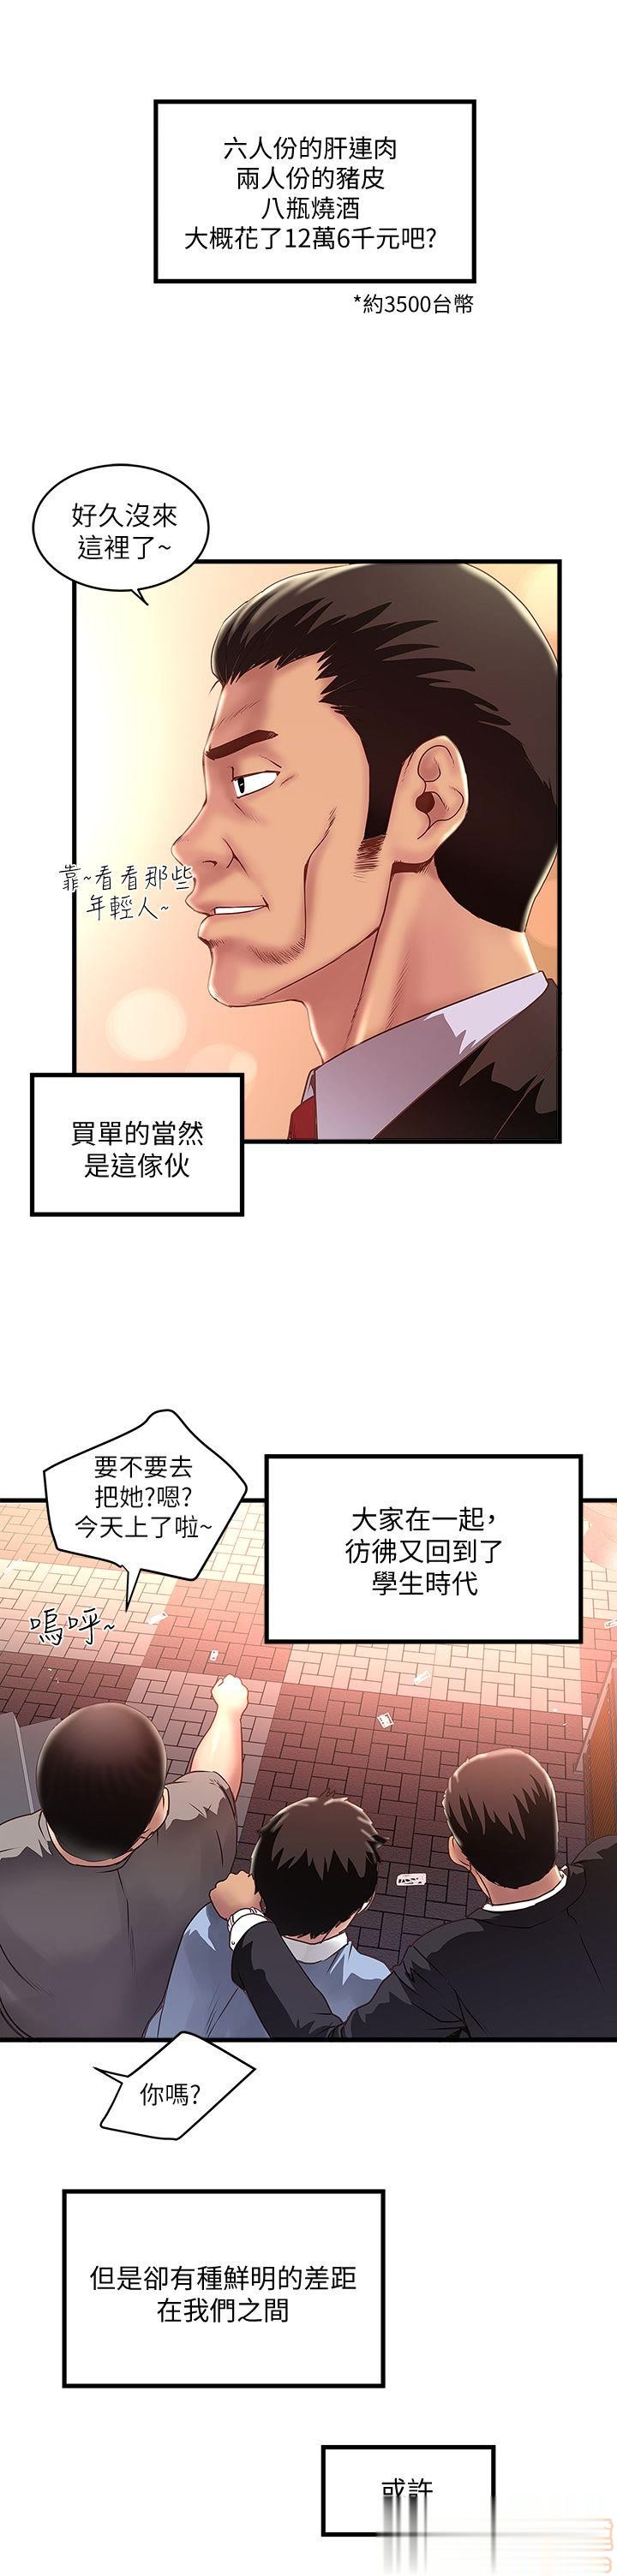 六人份的肝連肉
兩人份的豬皮
八瓶燒酒
大概花了12萬6千元吧?
*約3500台幣
好久沒來
這裡了~
靠~看看那些
年輕人~
買單的當然
是這傢伙
要不要去
把她?嗯?
今天上了啦~
大家在一起,
彷彿又回到了
學生時代
嗚呼~
你嗎?
但是卻有種鮮明的差距
在我們之間
或許